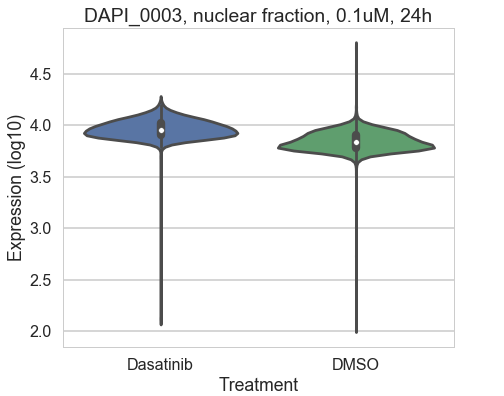 DAPI_0003, nuclear fraction, 0.1uM, 24h
Expression (log10)
4.5
4.0
3.5
3.0
2.5
2.0
Dasatinib DMSO
Treatment